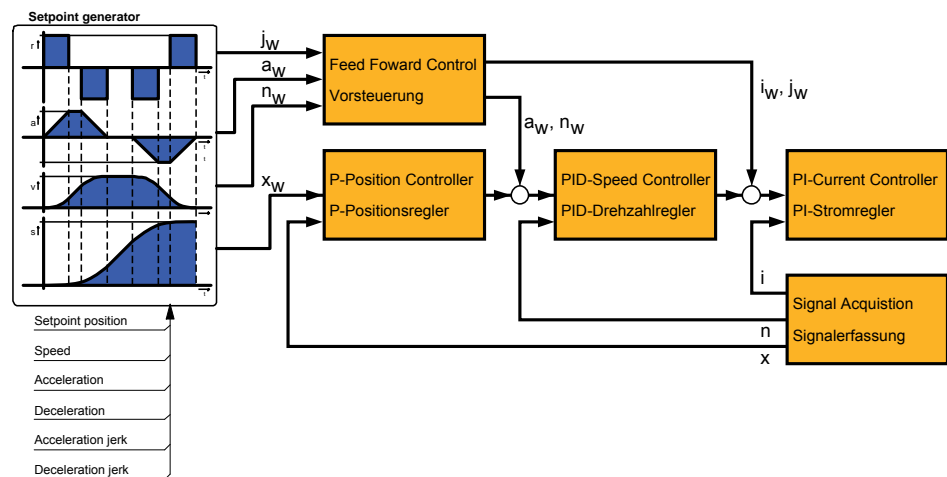 Setpoint generator
r
t
a
t
t
v
t
s
t
j_w
a_w
n_w
x_w
Feed Foward Control
Vorsteuerung
i_w, j_w
a_w, n_w
P-Position Controller
P-Positionsregler
PID-Speed Controller
PID-Drehzahlregler
PI-Current Controller
PI-Stromregler
i
n
x
Signal Acquistion
Signalerfassung
Setpoint position
Speed
Acceleration
Deceleration
Acceleration jerk
Deceleration jerk